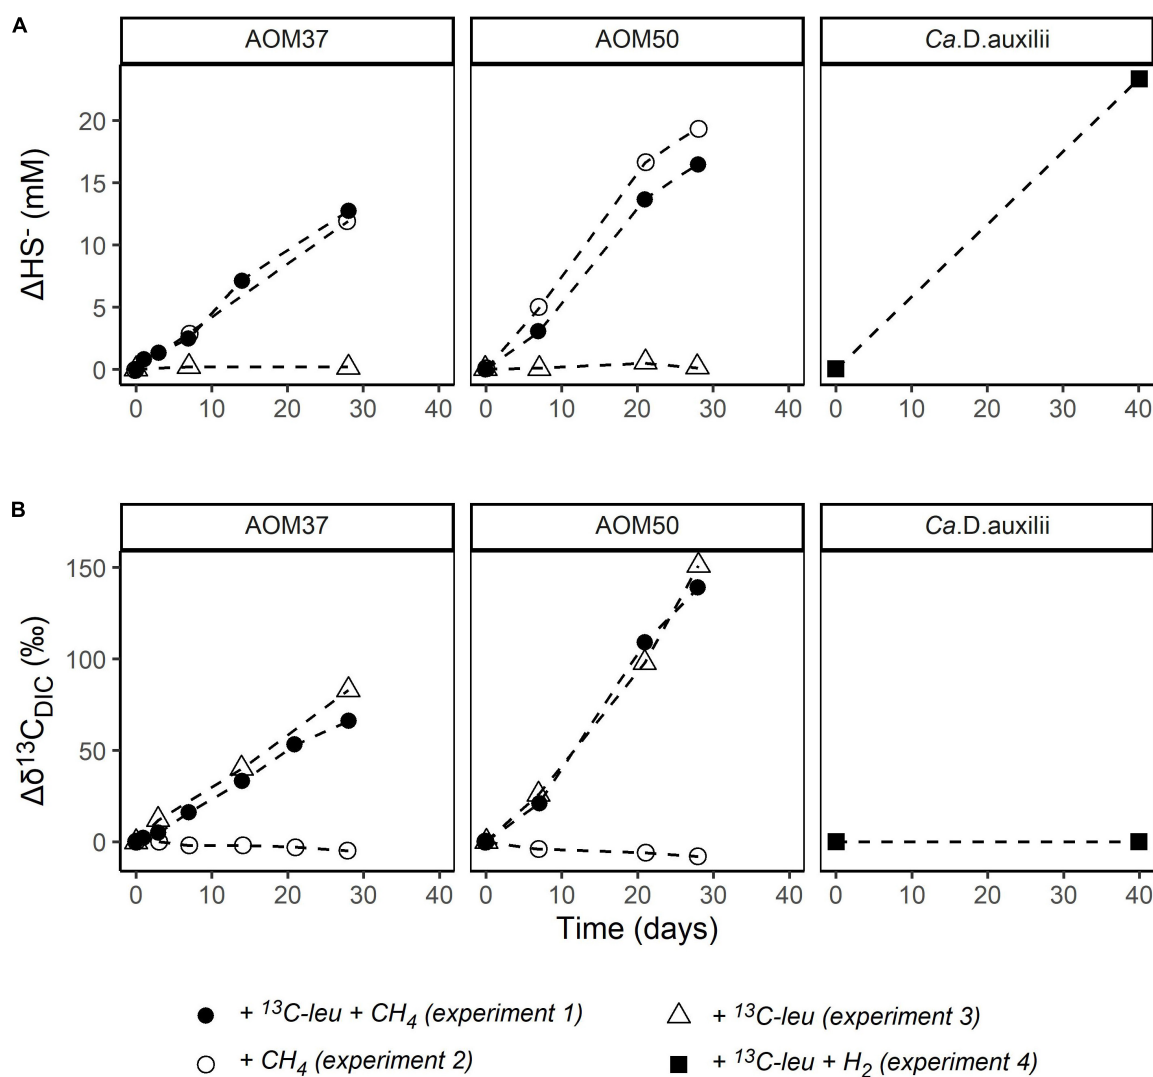 A
AOM37 AOM50 Ca.D.auxilii
ΔHS⁻ (mM)
20
15
10
5
0
0 10 20 30 40 0 10 20 30 40 0 10 20 30 40
B
AOM37 AOM50 Ca.D.auxilii
Δδ¹³C_DIC (‰)
150
100
50
0
0 10 20 30 40 0 10 20 30 40 0 10 20 30 40
Time (days)
+ ¹³C-leu + CH₄ (experiment 1) + ¹³C-leu (experiment 3)
+ CH₄ (experiment 2) + ¹³C-leu + H₂ (experiment 4)